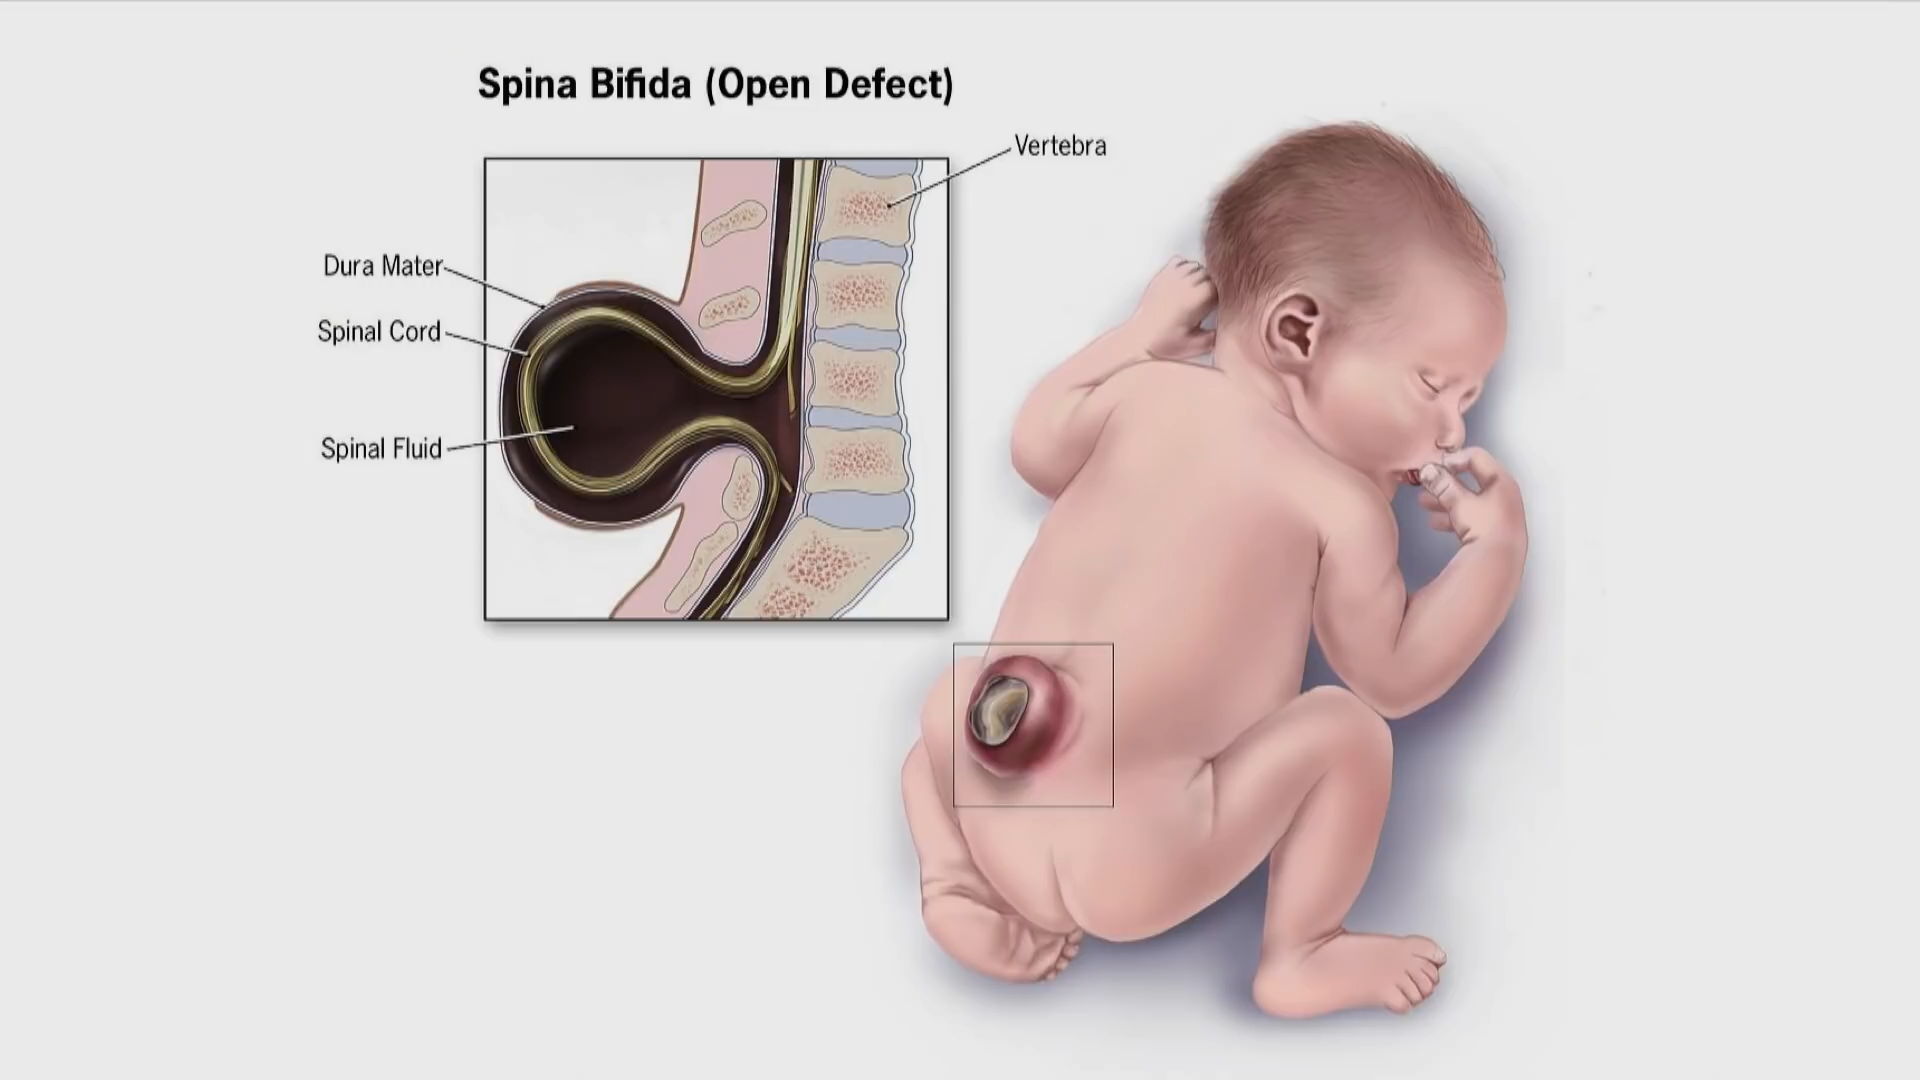 Spina Bifida (Open Defect)
Vertebra
Dura Mater
Spinal Cord
Spinal Fluid